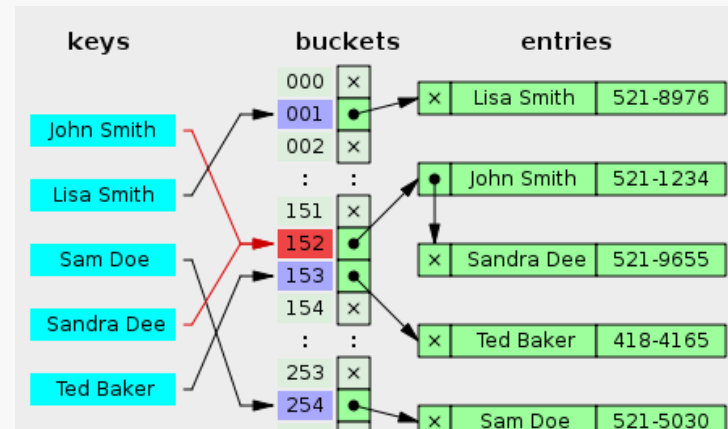 keys
buckets
entries
John Smith
Lisa Smith
Sam Doe
Sandra Dee
Ted Baker
000 ×
001
002 ×
: :
151 ×
152
153
154 ×
: :
253 ×
254
× Lisa Smith 521-8976
John Smith 521-1234
× Sandra Dee 521-9655
× Ted Baker 418-4165
× Sam Doe 521-5030